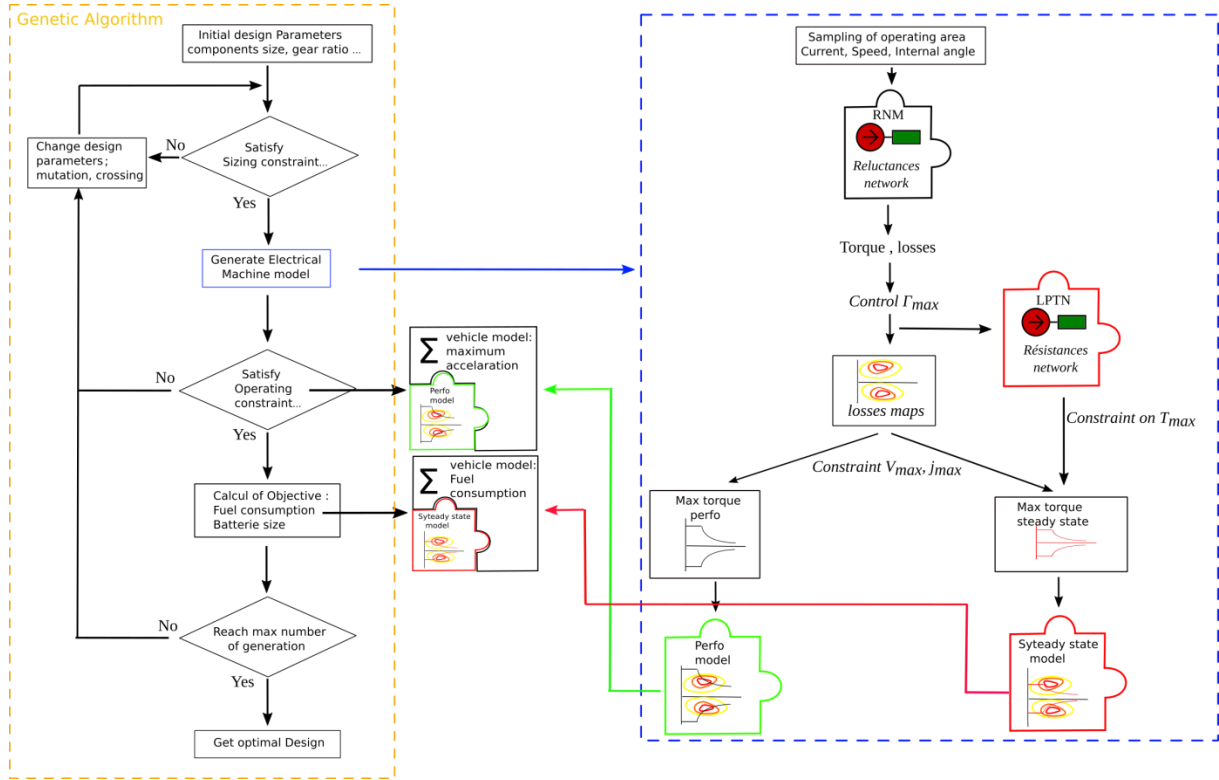 Genetic Algorithm
Initial design Parameters
components size, gear ratio ...
Change design
parameters;
mutation, crossing
No
Satisfy
Sizing constraint...
Yes
Generate Electrical
Machine model
No
Satisfy
Operating
constraint...
Yes
Calcul of Objective :
Fuel consumption
Batterie size
No
Reach max number
of generation
Yes
Get optimal Design
Σ
vehicle model:
maximum
accelaration
Perfo
model
Σ
vehicle model:
Fuel
consumption
Syteady state
model
Sampling of operating area
Current, Speed, Internal angle
RNM
Reluctances
network
Torque , losses
Control Γmax
LPTN
Résistances
network
losses maps
Constraint on Tmax
Constraint Vmax, jmax
Max torque
perfo
Max torque
steady state
Perfo
model
Syteady state
model